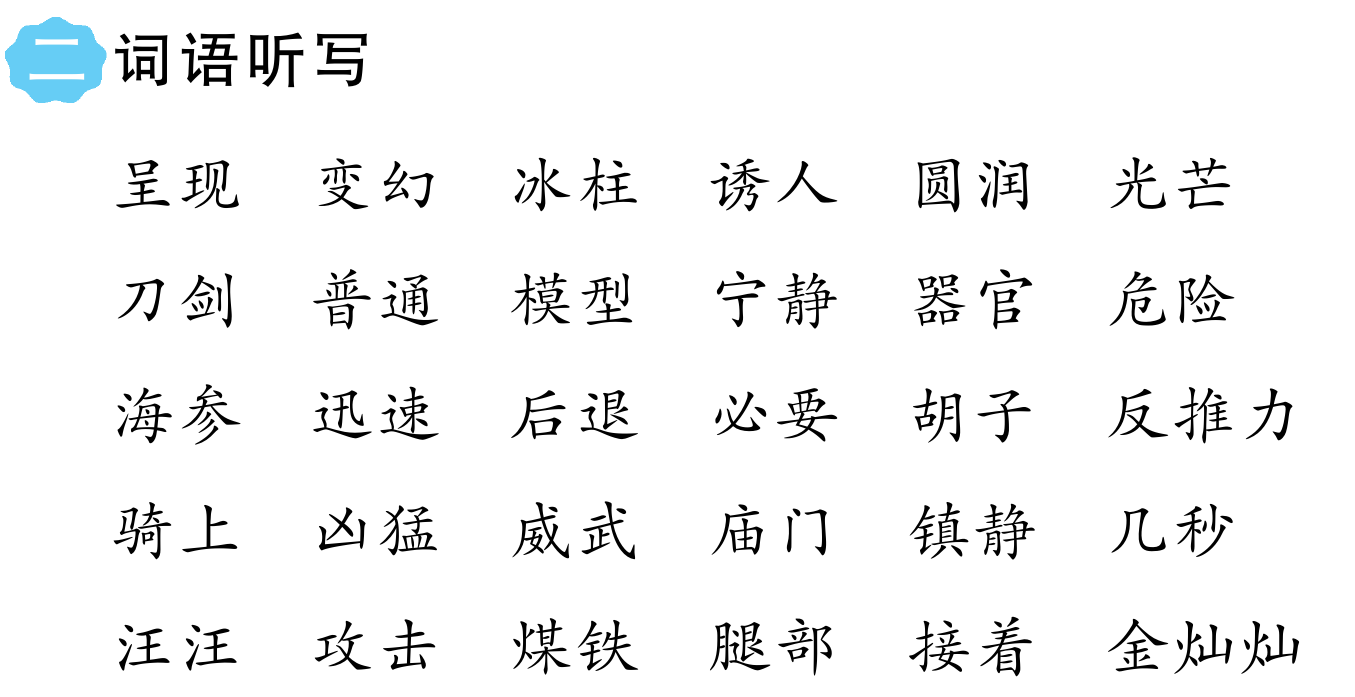 二 词语听写
呈现 变幻 冰柱 诱人 圆润 光芒
刀剑 普通 模型 宁静 器官 危险
海参 迅速 后退 必要 胡子 反推力
骑上 凶猛 威武 庙门 镇静 几秒
汪汪 攻击 煤铁 腿部 接着 金灿灿